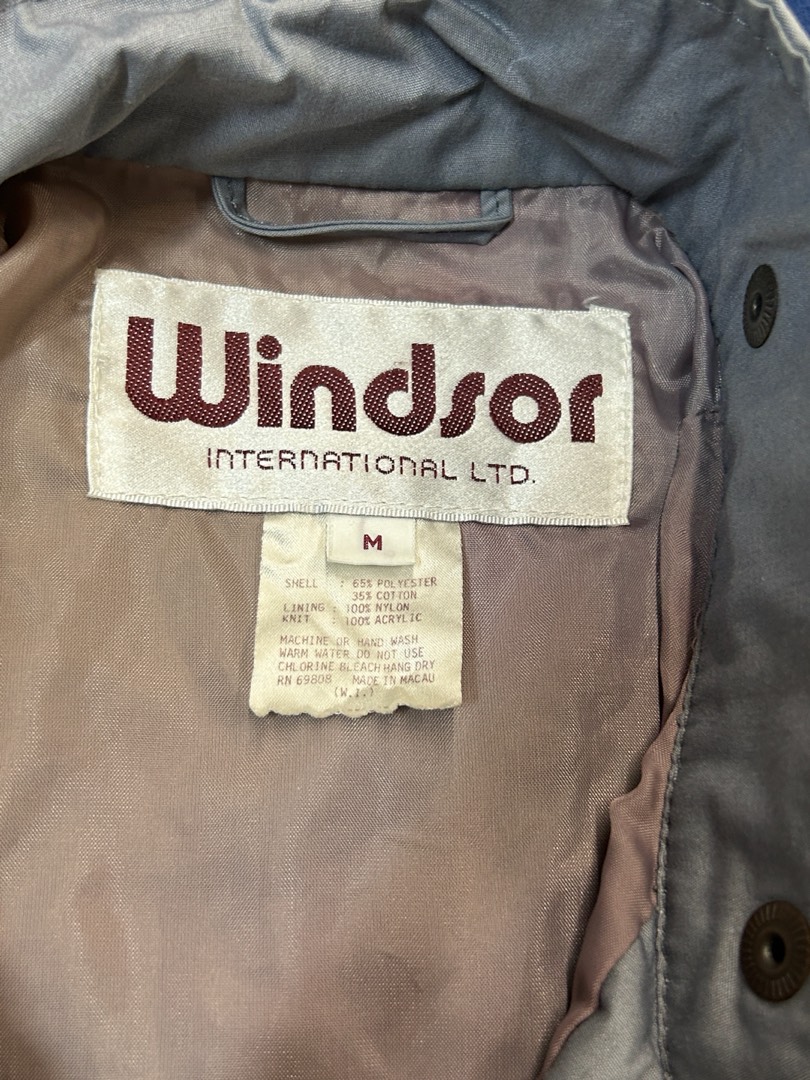 Windsor
INTERNATIONAL LTD.
M
SHELL : 65% POLYESTER
35% COTTON
LINING : 100% NYLON
KNIT : 100% ACRYLIC
MACHINE OR HAND WASH
WARM WATER DO NOT USE
CHLORINE BLEACH HANG DRY
RN 69808 MADE IN MACAU
(W.I.)